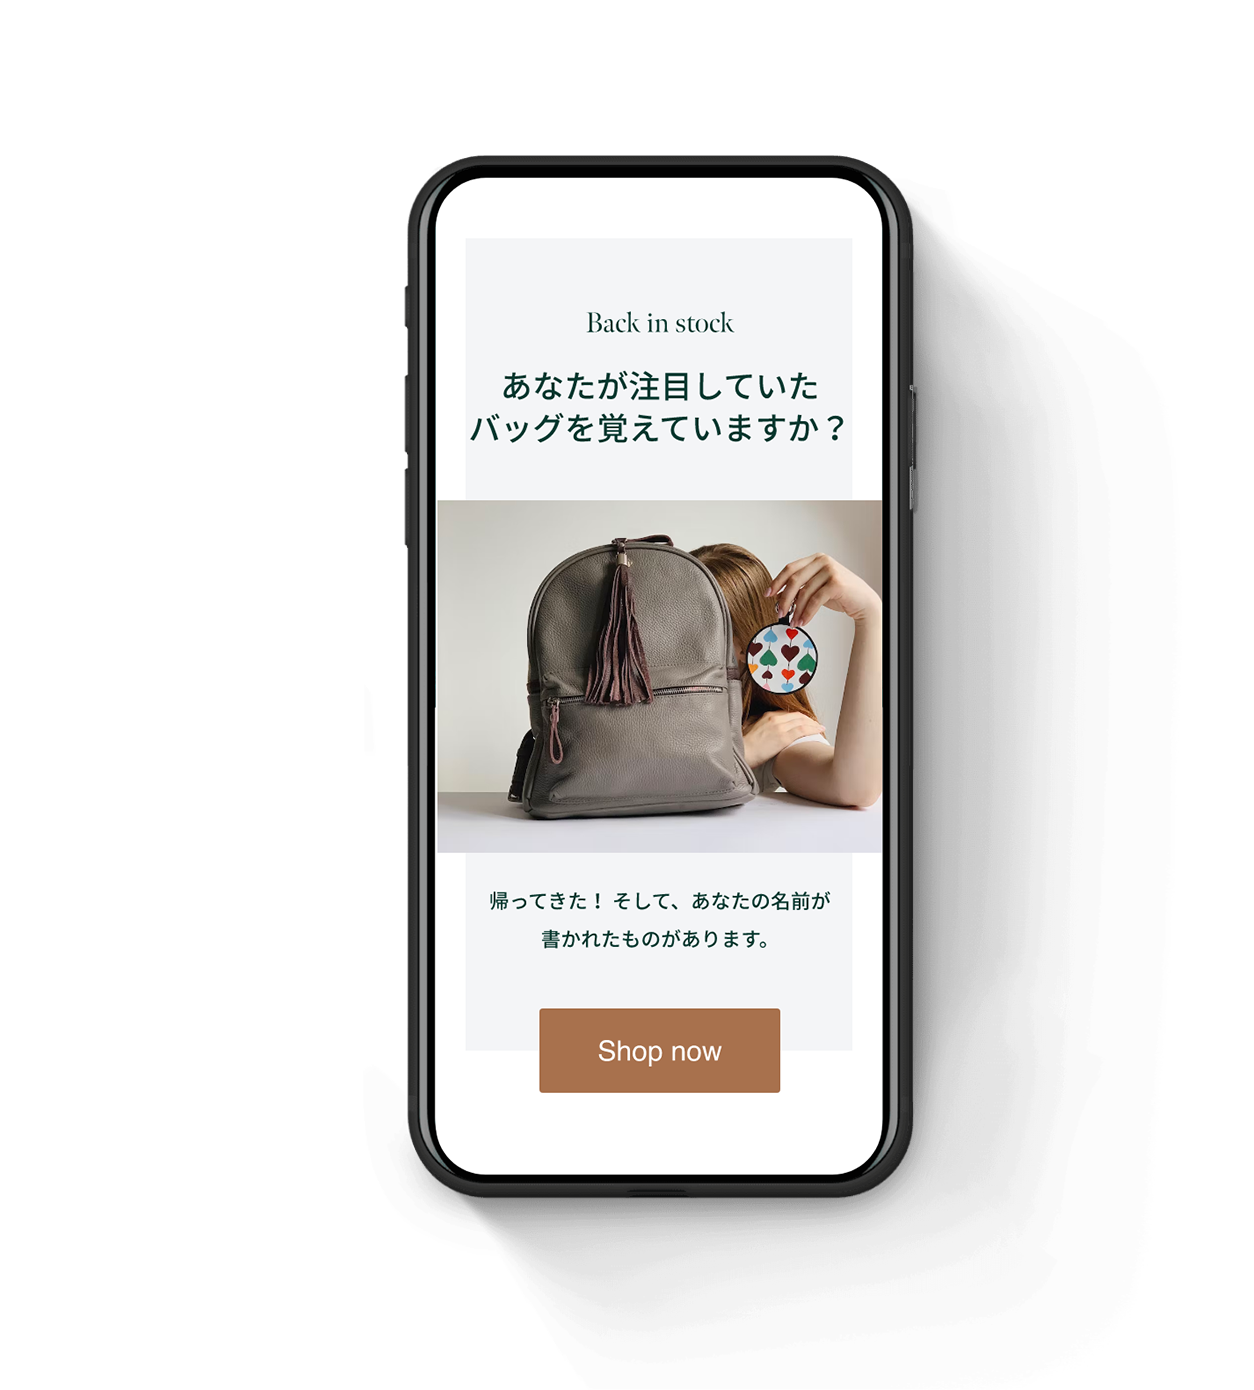 Back in stock
あなたが注目していた
バッグを覚えていますか？
帰ってきた！ そして、あなたの名前が
書かれたものがあります。
Shop now